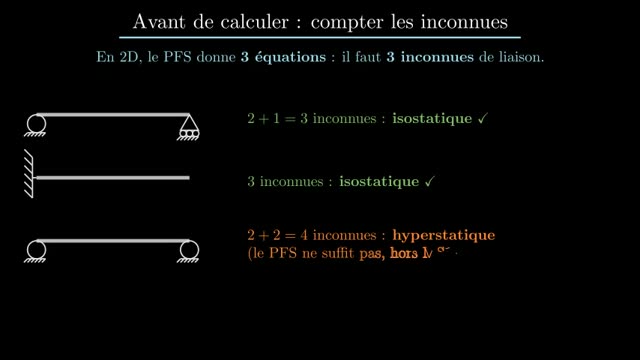 Avant de calculer : compter les inconnues
En 2D, le PFS donne 3 équations : il faut 3 inconnues de liaison.
2 + 1 = 3 inconnues : isostatique ✓
3 inconnues : isostatique ✓
2 + 2 = 4 inconnues : hyperstatique
(le PFS ne suffit pas, hors